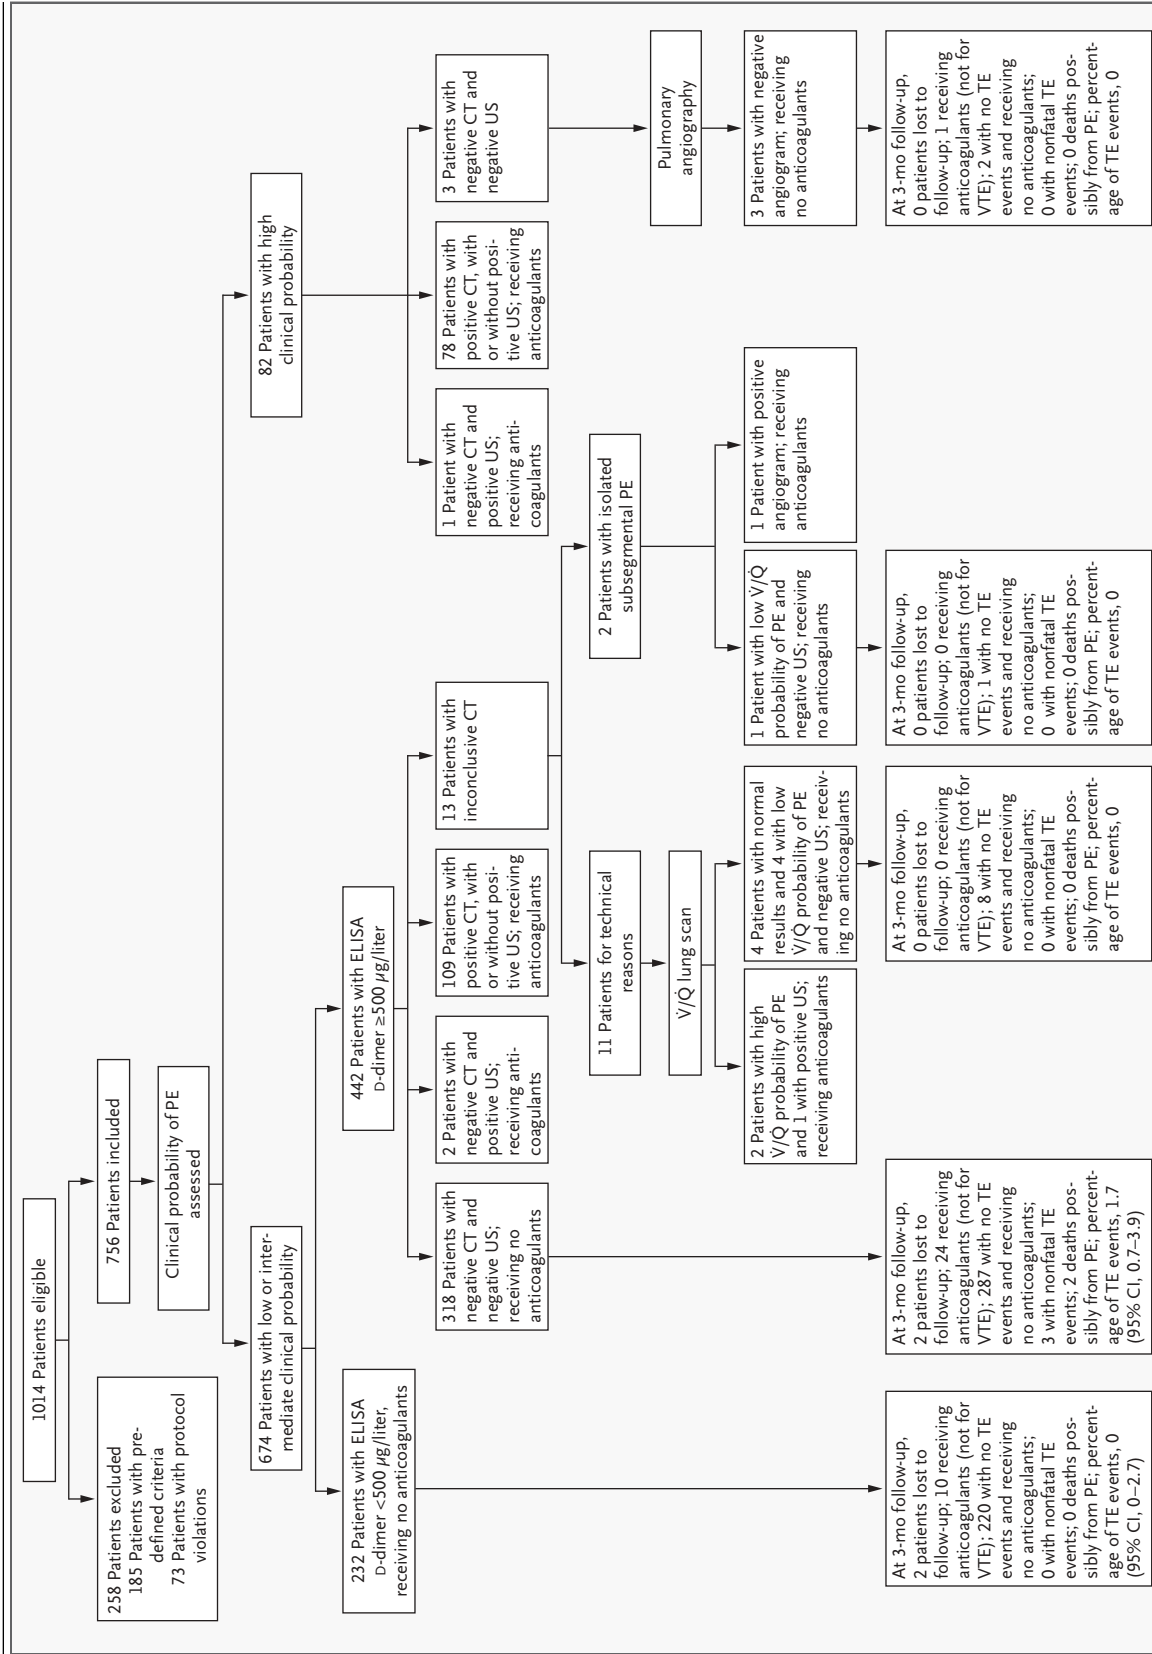 1014 Patients eligible
258 Patients excluded
185 Patients with pre-
defined criteria
73 Patients with protocol
violations
756 Patients included
Clinical probability of PE
assessed
674 Patients with low or inter-
mediate clinical probability
82 Patients with high
clinical probability
232 Patients with ELISA
D-dimer <500 µg/liter,
receiving no anticoagulants
442 Patients with ELISA
D-dimer ≥500 µg/liter
318 Patients with
negative CT and
negative US;
receiving no
anticoagulants
2 Patients with
negative CT and
positive US;
receiving anti-
coagulants
109 Patients with
positive CT, with
or without posi-
tive US; receiving
anticoagulants
13 Patients with
inconclusive CT
1 Patient with
negative CT and
positive US;
receiving anti-
coagulants
78 Patients with
positive CT, with
or without posi-
tive US; receiving
anticoagulants
3 Patients with
negative CT and
negative US
11 Patients for technical
reasons
2 Patients with isolated
subsegmental PE
V̇/Q̇ lung scan
Pulmonary
angiography
2 Patients with high
V̇/Q̇ probability of PE
and 1 with positive US;
receiving anticoagulants
4 Patients with normal
results and 4 with low
V̇/Q̇ probability of PE
and negative US; receiv-
ing no anticoagulants
1 Patient with low V̇/Q̇
probability of PE and
negative US; receiving
no anticoagulants
1 Patient with positive
angiogram; receiving
anticoagulants
3 Patients with negative
angiogram; receiving
no anticoagulants
At 3-mo follow-up,
2 patients lost to
follow-up; 10 receiving
anticoagulants (not for
VTE); 220 with no TE
events and receiving
no anticoagulants;
0 with nonfatal TE
events; 0 deaths pos-
sibly from PE; percent-
age of TE events, 0
(95% CI, 0–2.7)
At 3-mo follow-up,
2 patients lost to
follow-up; 24 receiving
anticoagulants (not for
VTE); 287 with no TE
events and receiving
no anticoagulants;
3 with nonfatal TE
events; 2 deaths pos-
sibly from PE; percent-
age of TE events, 1.7
(95% CI, 0.7–3.9)
At 3-mo follow-up,
0 patients lost to
follow-up; 0 receiving
anticoagulants (not for
VTE); 8 with no TE
events and receiving
no anticoagulants;
0 with nonfatal TE
events; 0 deaths pos-
sibly from PE; percent-
age of TE events, 0
At 3-mo follow-up,
0 patients lost to
follow-up; 0 receiving
anticoagulants (not for
VTE); 1 with no TE
events and receiving
no anticoagulants;
0 with nonfatal TE
events; 0 deaths pos-
sibly from PE; percent-
age of TE events, 0
At 3-mo follow-up,
0 patients lost to
follow-up; 1 receiving
anticoagulants (not for
VTE); 2 with no TE
events and receiving
no anticoagulants;
0 with nonfatal TE
events; 0 deaths pos-
sibly from PE; percent-
age of TE events, 0